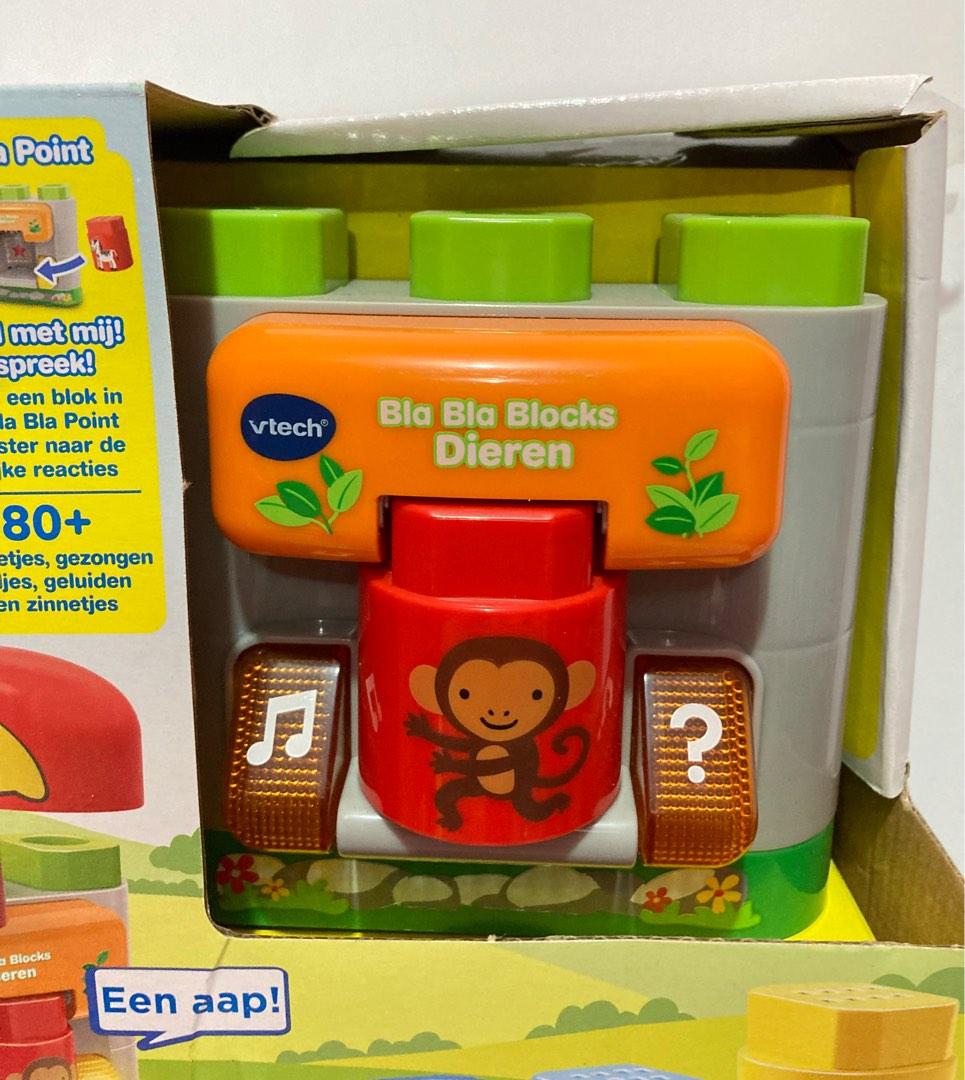 a Point
met mij!
spreek!
een blok in
la Bla Point
ster naar de
jke reacties
80+
etjes, gezongen
djes, geluiden
en zinnetjes
vtech®
Bla Bla Blocks
Dieren
?
a Blocks
eren
Een aap!